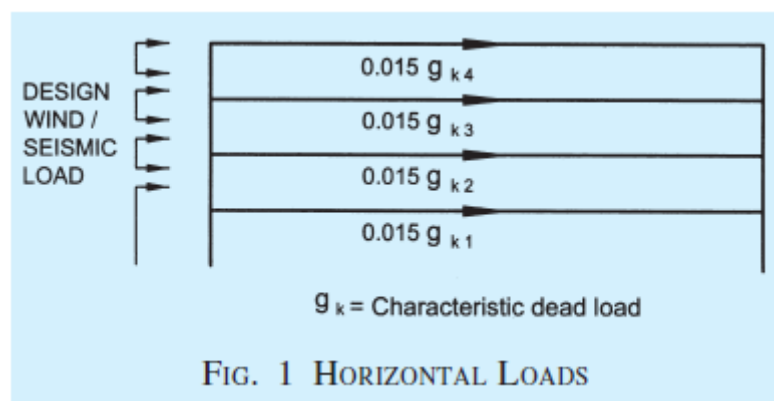 0.015 g k4
DESIGN
WIND /
SEISMIC
LOAD
0.015 g k3
0.015 g k2
0.015 g k1
g k = Characteristic dead load
FIG. 1 HORIZONTAL LOADS